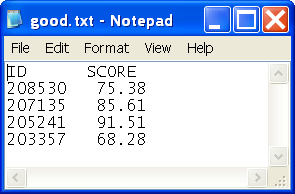 good.txt - Notepad
File Edit Format View Help
ID SCORE
208530 75.38
207135 85.61
205241 91.51
203357 68.28